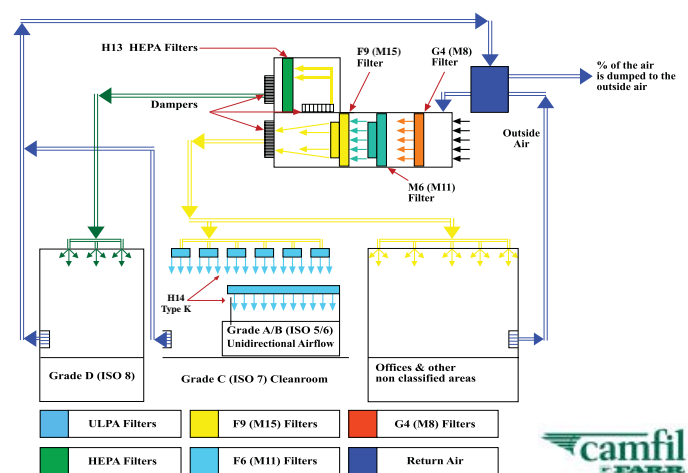 H13 HEPA Filters
F9 (M15)
Filter
G4 (M8)
Filter
% of the air
is dumped to the
outside air
Dampers
Outside
Air
M6 (M11)
Filter
H14
Type K
Grade A/B (ISO 5/6)
Unidirectional Airflow
Grade D (ISO 8)
Grade C (ISO 7) Cleanroom
Offices & other
non classified areas
ULPA Filters
F9 (M15) Filters
G4 (M8) Filters
HEPA Filters
F6 (M11) Filters
Return Air
camfil
FARR